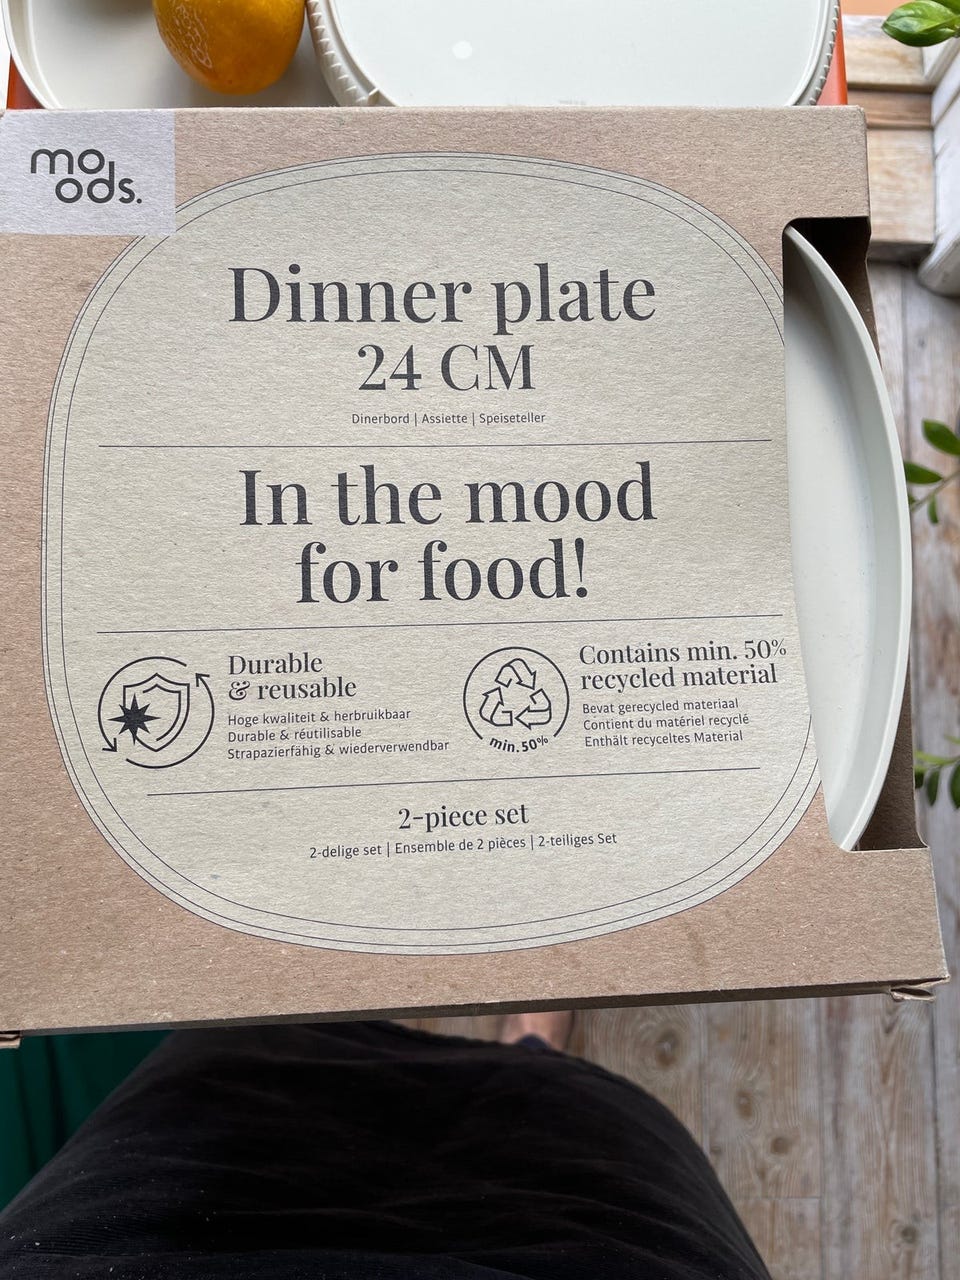 mo
ods.
Dinner plate
24 CM
Dinerbord | Assiette | Speiseteller
In the mood
for food!
Durable
& reusable
Hoge kwaliteit & herbruikbaar
Durable & réutilisable
Strapazierfähig & wiederverwendbar
min. 50%
Contains min. 50%
recycled material
Bevat gerecycled materiaal
Contient du matériel recyclé
Enthält recyceltes Material
2-piece set
2-delige set | Ensemble de 2 pièces | 2-teiliges Set